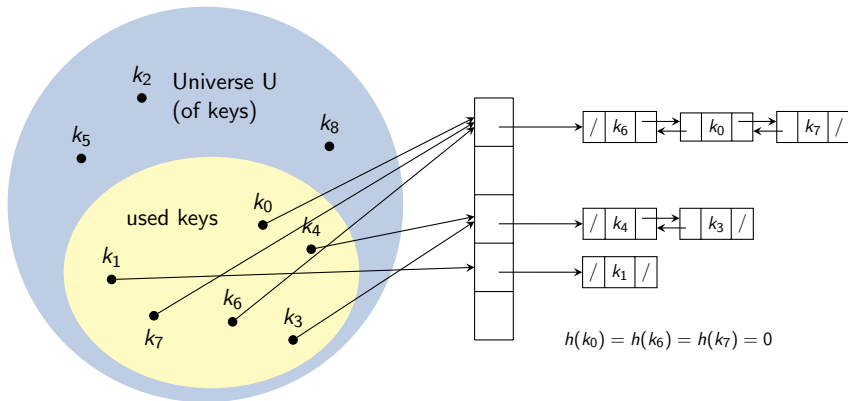 k2
Universe U
(of keys)
k5
k8
used keys
k0
k4
k1
k7
k6
k3
/ k6 k0 k7 /
/ k4 k3 /
/ k1 /
h(k0) = h(k6) = h(k7) = 0